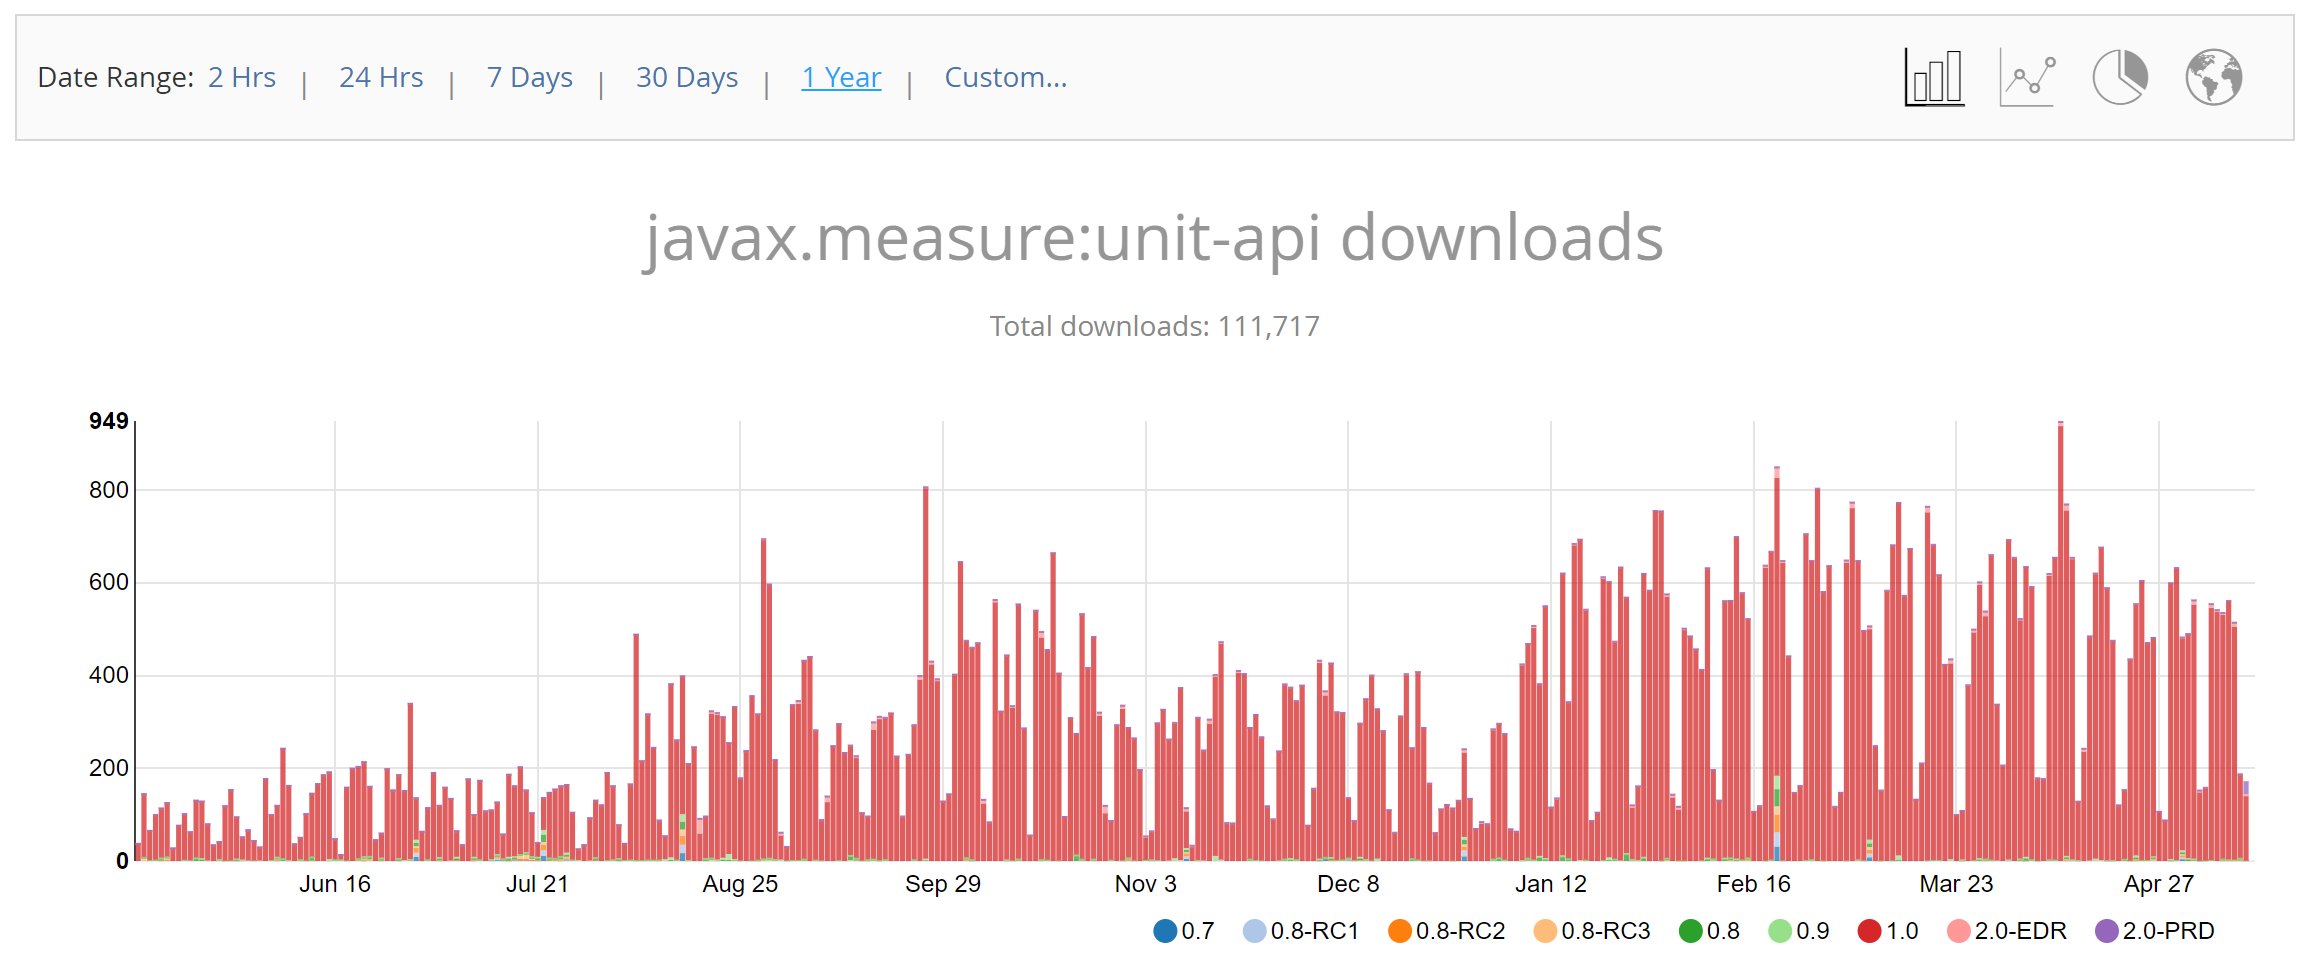 Date Range: 2 Hrs | 24 Hrs | 7 Days | 30 Days | 1 Year | Custom...
javax.measure:unit-api downloads
Total downloads: 111,717
949
800
600
400
200
0
Jun 16 Jul 21 Aug 25 Sep 29 Nov 3 Dec 8 Jan 12 Feb 16 Mar 23 Apr 27
0.7 0.8-RC1 0.8-RC2 0.8-RC3 0.8 0.9 1.0 2.0-EDR 2.0-PRD